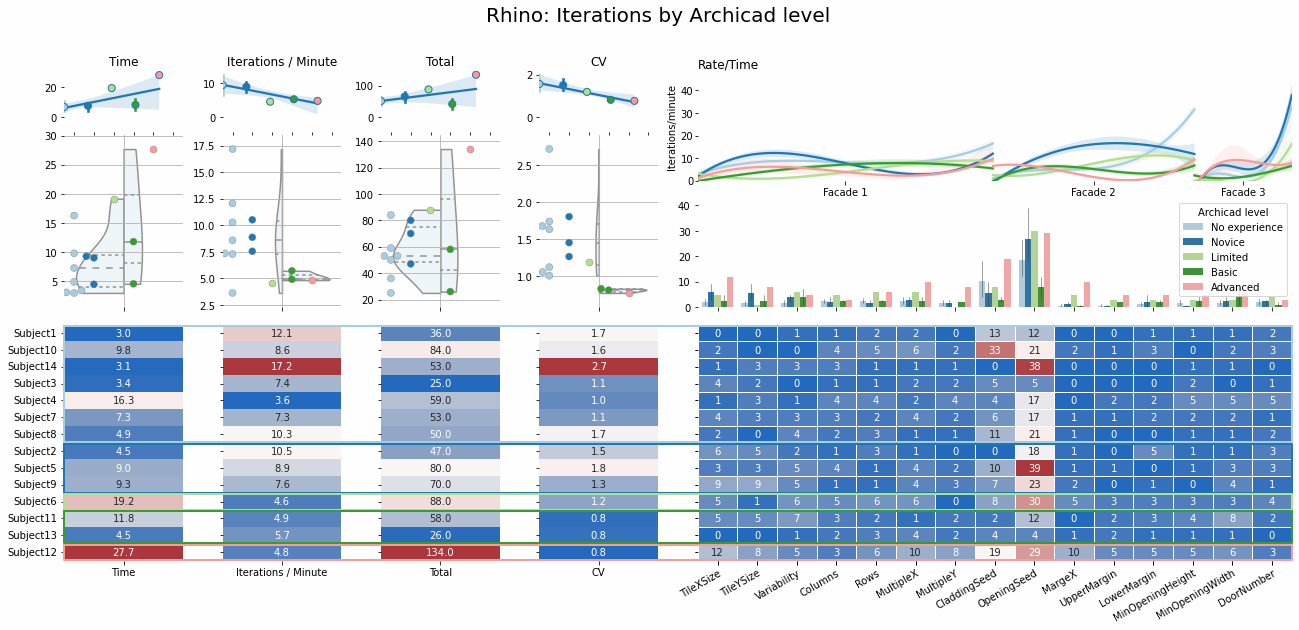 Rhino: Iterations by Archicad level
Time
Iterations / Minute
Total
CV
Rate/Time
20
0
10
0
100
0
2
0
Iterations/minute
40
30
20
10
0
Facade 1
Facade 2
Facade 3
30
25
20
15
10
5
17.5
15.0
12.5
10.0
7.5
5.0
2.5
140
120
100
80
60
40
20
2.5
2.0
1.5
1.0
40
30
20
10
0
Archicad level
No experience
Novice
Limited
Basic
Advanced
Subject1 3.0 12.1 36.0 1.7 0 0 1 1 2 2 0 13 12 0 0 1 1 1 2
Subject10 9.8 8.6 84.0 1.6 2 0 0 4 5 6 2 33 21 2 1 3 0 2 3
Subject14 3.1 17.2 53.0 2.7 1 3 3 3 1 1 1 0 38 0 0 0 1 1 0
Subject3 3.4 7.4 25.0 1.1 4 2 0 1 1 2 2 5 5 0 0 0 2 0 1
Subject4 16.3 3.6 59.0 1.0 1 3 1 4 4 2 4 4 17 0 2 2 5 5 5
Subject7 7.3 7.3 53.0 1.1 4 3 3 3 2 4 2 6 17 1 1 2 2 2 1
Subject8 4.9 10.3 50.0 1.7 2 0 4 2 3 1 1 11 21 1 0 0 1 1 2
Subject2 4.5 10.5 47.0 1.5 6 5 2 1 3 1 0 0 18 1 0 5 1 1 3
Subject5 9.0 8.9 80.0 1.8 3 3 5 4 1 4 2 10 39 1 1 0 1 3 3
Subject9 9.3 7.6 70.0 1.3 9 9 5 1 1 4 3 7 23 2 0 1 0 4 1
Subject6 19.2 4.6 88.0 1.2 5 1 6 5 6 6 0 8 30 5 3 3 3 3 4
Subject11 11.8 4.9 58.0 0.8 5 5 7 3 2 1 2 2 12 0 2 3 4 8 2
Subject13 4.5 5.7 26.0 0.8 0 0 1 2 3 4 2 4 4 1 2 1 1 1 0
Subject12 27.7 4.8 134.0 0.8 12 8 5 3 6 10 8 19 29 10 5 5 5 6 3
Time
Iterations / Minute
Total
CV
TileXSize
TileYSize
Variability
Columns
Rows
MultipleX
MultipleY
CladdingSeed
OpeningSeed
MargeX
UpperMargin
LowerMargin
MinOpeningHeight
MinOpeningWidth
DoorNumber